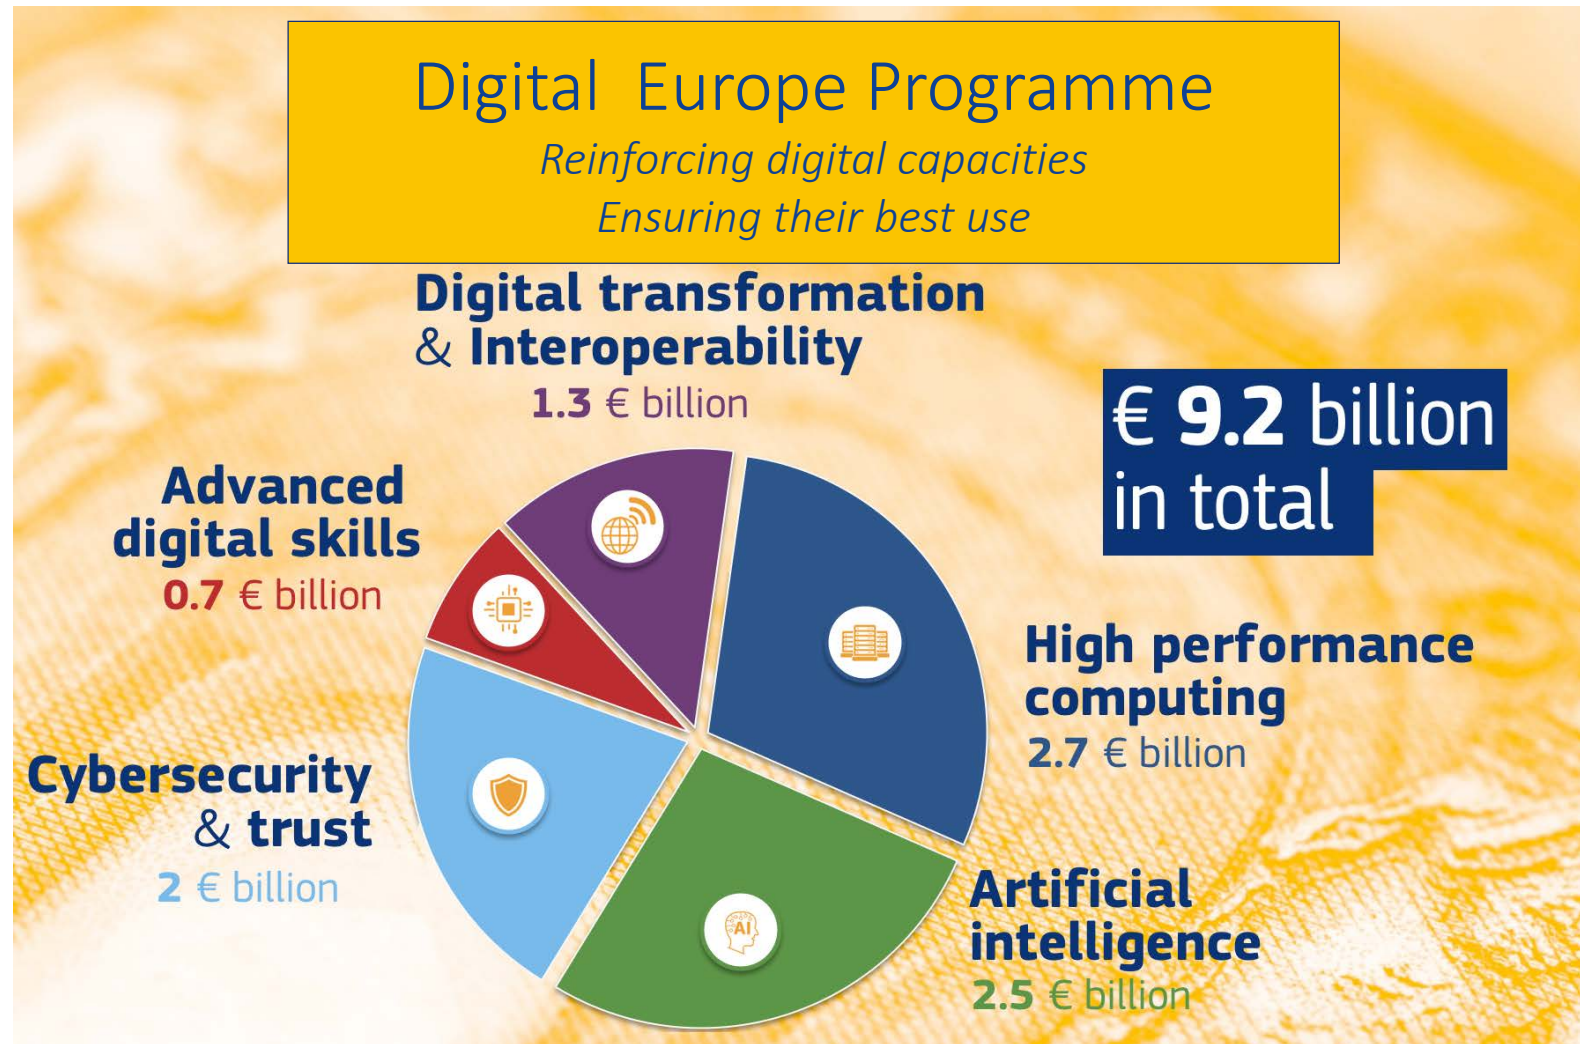 Digital Europe Programme
Reinforcing digital capacities
Ensuring their best use
Digital transformation
& Interoperability
1.3 € billion
€ 9.2 billion
in total
Advanced
digital skills
0.7 € billion
High performance
computing
2.7 € billion
Cybersecurity
& trust
2 € billion
Artificial
intelligence
2.5 € billion
AI